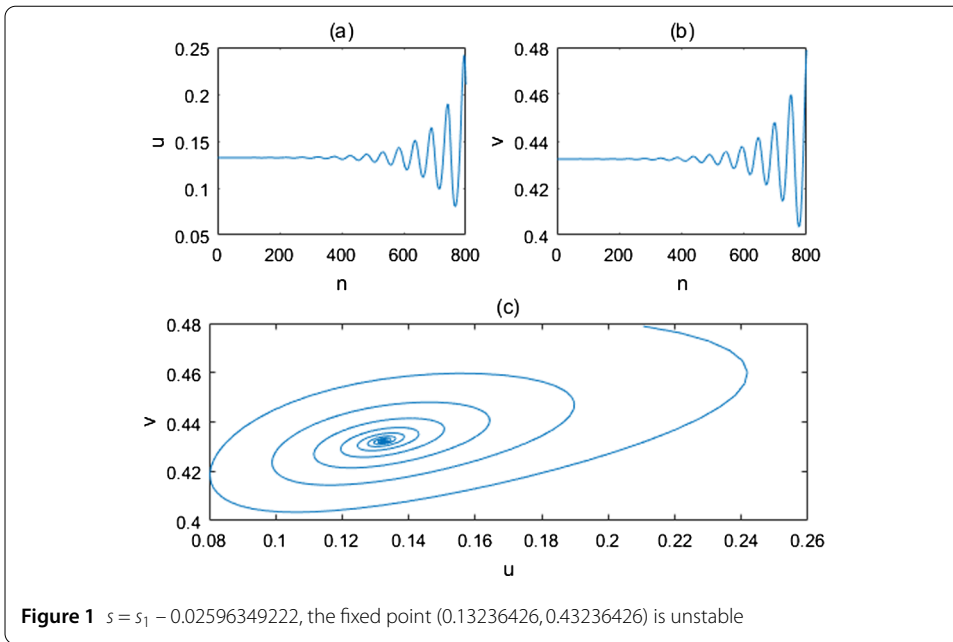 (a)
0.25
0.2
0.15
0.1
0.05
u
0 200 400 600 800
n
(b)
0.48
0.46
0.44
0.42
0.4
v
0 200 400 600 800
n
(c)
0.48
0.46
0.44
0.42
0.4
v
0.08 0.1 0.12 0.14 0.16 0.18 0.2 0.22 0.24 0.26
u
Figure 1 s = s₁ – 0.02596349222, the fixed point (0.13236426, 0.43236426) is unstable